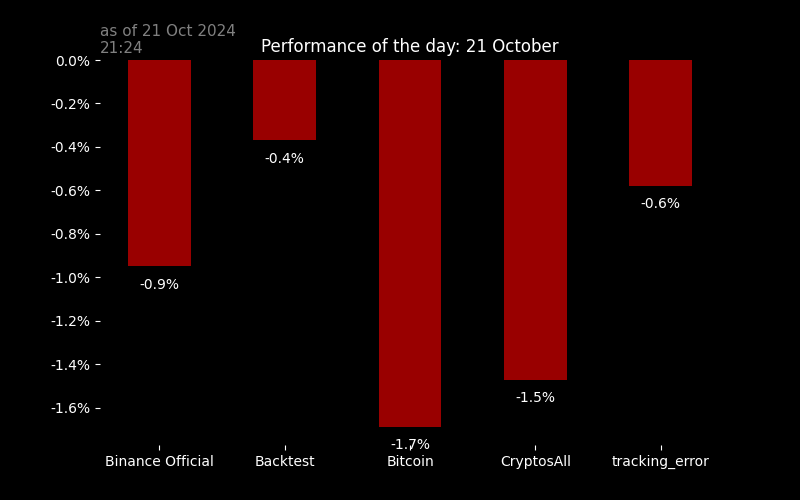 as of 21 Oct 2024
21:24
Performance of the day: 21 October
0.0%
-0.2%
-0.4%
-0.6%
-0.8%
-1.0%
-1.2%
-1.4%
-1.6%
-0.9%
-0.4%
-1.7%
-1.5%
-0.6%
Binance Official
Backtest
Bitcoin
CryptosAll
tracking_error